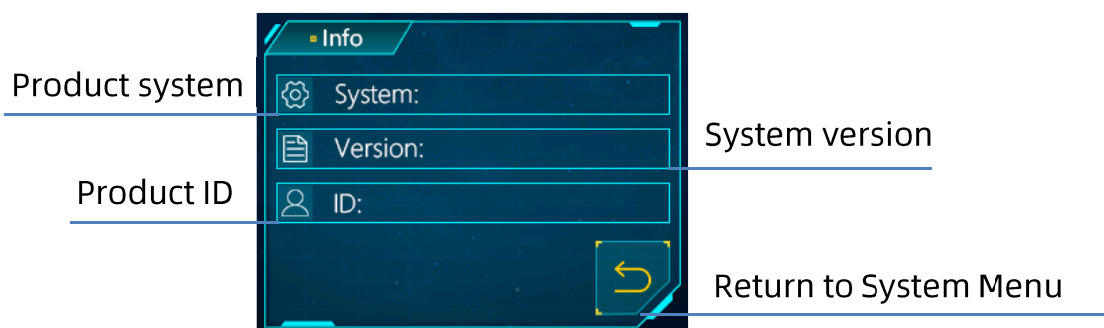 Info
Product system
System:
System version
Version:
Product ID
ID:
Return to System Menu